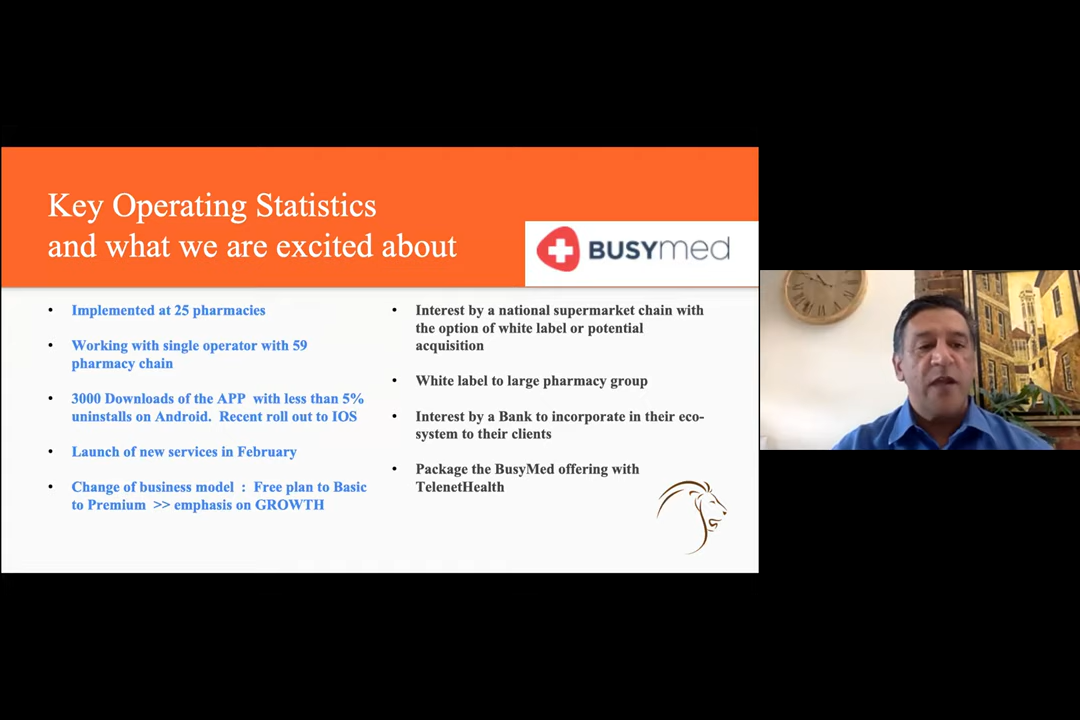 Key Operating Statistics
and what we are excited about
BUSYmed
• Implemented at 25 pharmacies
• Working with single operator with 59
pharmacy chain
• 3000 Downloads of the APP with less than 5%
uninstalls on Android. Recent roll out to IOS
• Launch of new services in February
• Change of business model : Free plan to Basic
to Premium >> emphasis on GROWTH
• Interest by a national supermarket chain with
the option of white label or potential
acquisition
• White label to large pharmacy group
• Interest by a Bank to incorporate in their eco-
system to their clients
• Package the BusyMed offering with
TelenetHealth